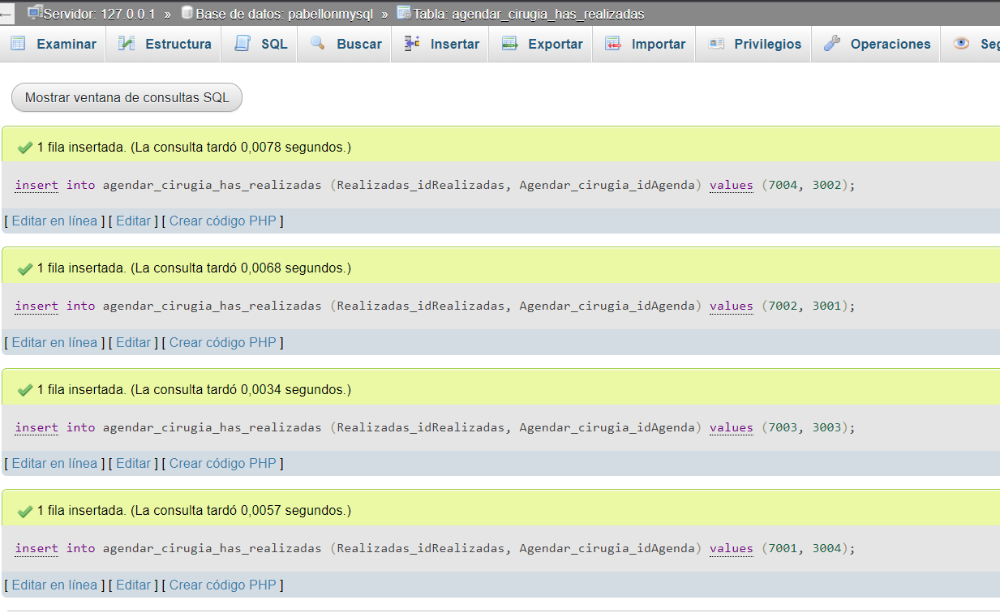 ← Servidor: 127.0.0.1 » Base de datos: pabellonmysql » Tabla: agendar_cirugia_has_realizadas
Examinar Estructura SQL Buscar Insertar Exportar Importar Privilegios Operaciones Seg
Mostrar ventana de consultas SQL
1 fila insertada. (La consulta tardó 0,0078 segundos.)
insert into agendar_cirugia_has_realizadas (Realizadas_idRealizadas, Agendar_cirugia_idAgenda) values (7004, 3002);
[ Editar en línea ] [ Editar ] [ Crear código PHP ]
1 fila insertada. (La consulta tardó 0,0068 segundos.)
insert into agendar_cirugia_has_realizadas (Realizadas_idRealizadas, Agendar_cirugia_idAgenda) values (7002, 3001);
[ Editar en línea ] [ Editar ] [ Crear código PHP ]
1 fila insertada. (La consulta tardó 0,0034 segundos.)
insert into agendar_cirugia_has_realizadas (Realizadas_idRealizadas, Agendar_cirugia_idAgenda) values (7003, 3003);
[ Editar en línea ] [ Editar ] [ Crear código PHP ]
1 fila insertada. (La consulta tardó 0,0057 segundos.)
insert into agendar_cirugia_has_realizadas (Realizadas_idRealizadas, Agendar_cirugia_idAgenda) values (7001, 3004);
[ Editar en línea ] [ Editar ] [ Crear código PHP ]